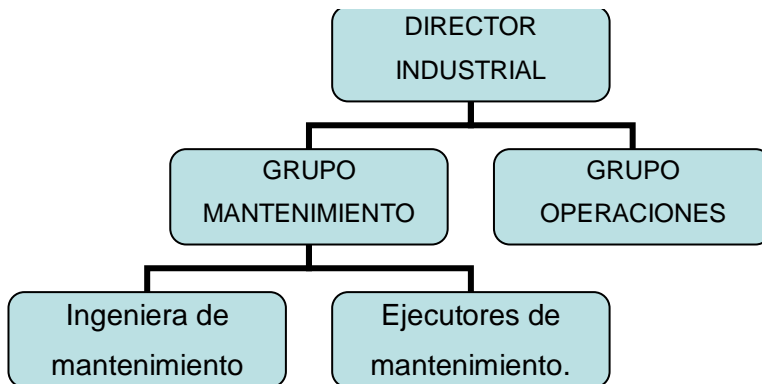 DIRECTOR
INDUSTRIAL
GRUPO
MANTENIMIENTO
GRUPO
OPERACIONES
Ingeniera de
mantenimiento
Ejecutores de
mantenimiento.